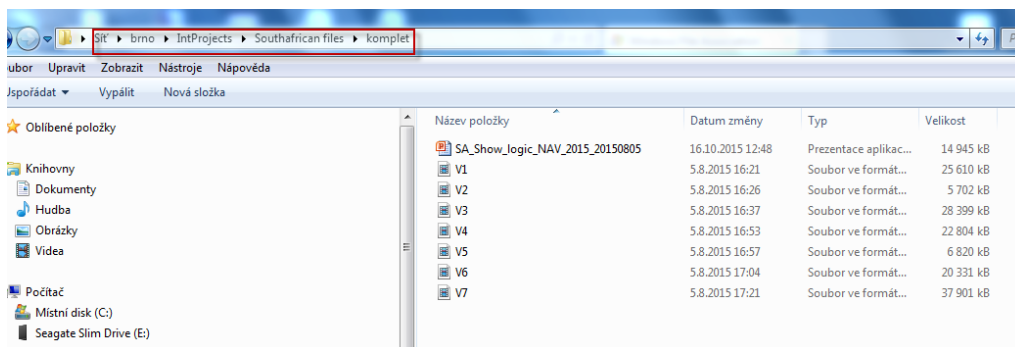 Síť ▸ brno ▸ IntProjects ▸ Southafrican files ▸ komplet
ubor Upravit Zobrazit Nástroje Nápověda
Uspořádat ▾ Vypálit Nová složka
Oblíbené položky
Knihovny
Dokumenty
Hudba
Obrázky
Videa
Počítač
Místní disk (C:)
Seagate Slim Drive (E:)
Název položky Datum změny Typ Velikost
SA_Show_logic_NAV_2015_20150805 16.10.2015 12:48 Prezentace aplikac... 14 945 kB
V1 5.8.2015 16:21 Soubor ve formát... 25 610 kB
V2 5.8.2015 16:26 Soubor ve formát... 5 702 kB
V3 5.8.2015 16:37 Soubor ve formát... 28 399 kB
V4 5.8.2015 16:53 Soubor ve formát... 22 804 kB
V5 5.8.2015 16:57 Soubor ve formát... 6 820 kB
V6 5.8.2015 17:04 Soubor ve formát... 20 331 kB
V7 5.8.2015 17:21 Soubor ve formát... 37 901 kB